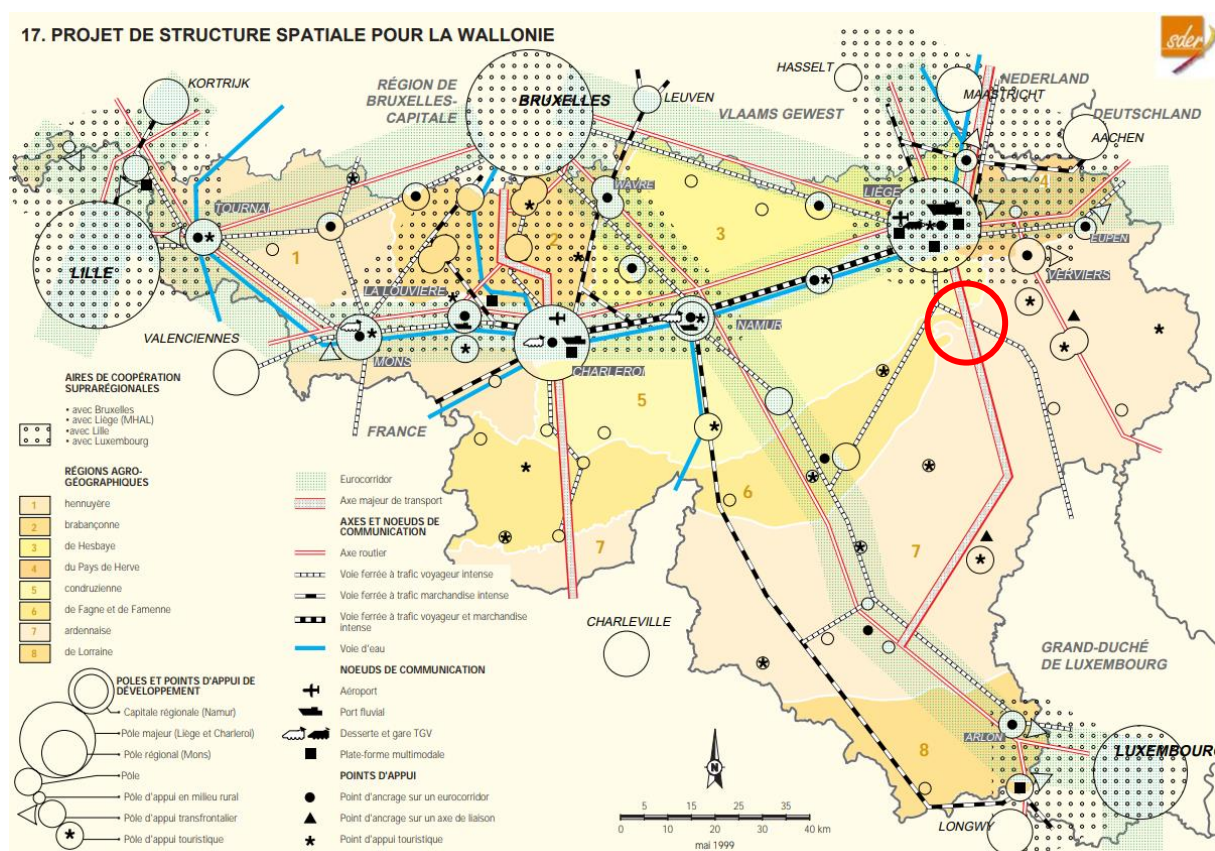 17. PROJET DE STRUCTURE SPATIALE POUR LA WALLONIE
sder
KORTRIJK
RÉGION DE
BRUXELLES-
CAPITALE
BRUXELLES
LEUVEN
HASSELT
VLAAMS GEWEST
NEDERLAND
MAASTRICHT
DEUTSCHLAND
AACHEN
4
WAVRE
LIÈGE
TOURNAI
EUPEN
LILLE
1
2
3
VERVIERS
LA LOUVIERE
VALENCIENNES
MONS
CHARLEROI
NAMUR
FRANCE
5
6
7
7
CHARLEVILLE
GRAND-DUCHÉ
DE LUXEMBOURG
8
ARLON
LUXEMBOURG
LONGWY
AIRES DE COOPÉRATION
SUPRARÉGIONALES
• avec Bruxelles
• avec Liège (MHAL)
• avec Lille
• avec Luxembourg
RÉGIONS AGRO-
GÉOGRAPHIQUES
1 hennuyère
2 brabançonne
3 de Hesbaye
4 du Pays de Herve
5 condruzienne
6 de Fagne et de Famenne
7 ardennaise
8 de Lorraine
POLES ET POINTS D'APPUI DE
DÉVELOPPEMENT
Capitale régionale (Namur)
Pôle majeur (Liège et Charleroi)
Pôle régional (Mons)
Pôle
Pôle d'appui en milieu rural
Pôle d'appui transfrontalier
Pôle d'appui touristique
Eurocorridor
Axe majeur de transport
AXES ET NOEUDS DE
COMMUNICATION
Axe routier
Voie ferrée à trafic voyageur intense
Voie ferrée à trafic marchandise intense
Voie ferrée à trafic voyageur et marchandise
intense
Voie d'eau
NOEUDS DE COMMUNICATION
Aéroport
Port fluvial
Desserte et gare TGV
Plate-forme multimodale
POINTS D'APPUI
Point d'ancrage sur un eurocorridor
Point d'ancrage sur un axe de liaison
Point d'appui touristique
N
5 15 25 35
0 10 20 30 40 km
mai 1999